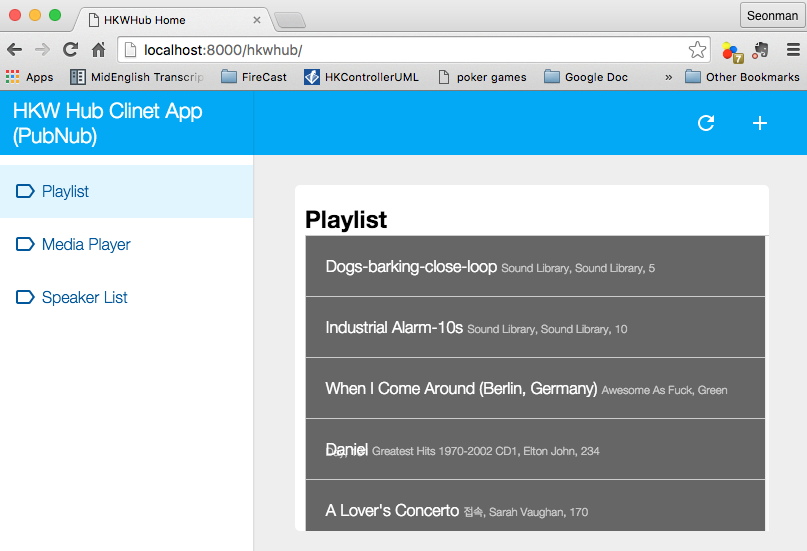 HKWHub Home
Seonman
localhost:8000/hkwhub/
7
Apps
MidEnglish Transcrip
FireCast
HKControllerUML
poker games
Google Doc
»
Other Bookmarks
HKW Hub Clinet App
(PubNub)
Playlist
Media Player
Speaker List
Playlist
Dogs-barking-close-loop Sound Library, Sound Library, 5
Industrial Alarm-10s Sound Library, Sound Library, 10
When I Come Around (Berlin, Germany) Awesome As Fuck, Green
Daniel Greatest Hits 1970-2002 CD1, Elton John, 234
A Lover's Concerto 접속, Sarah Vaughan, 170